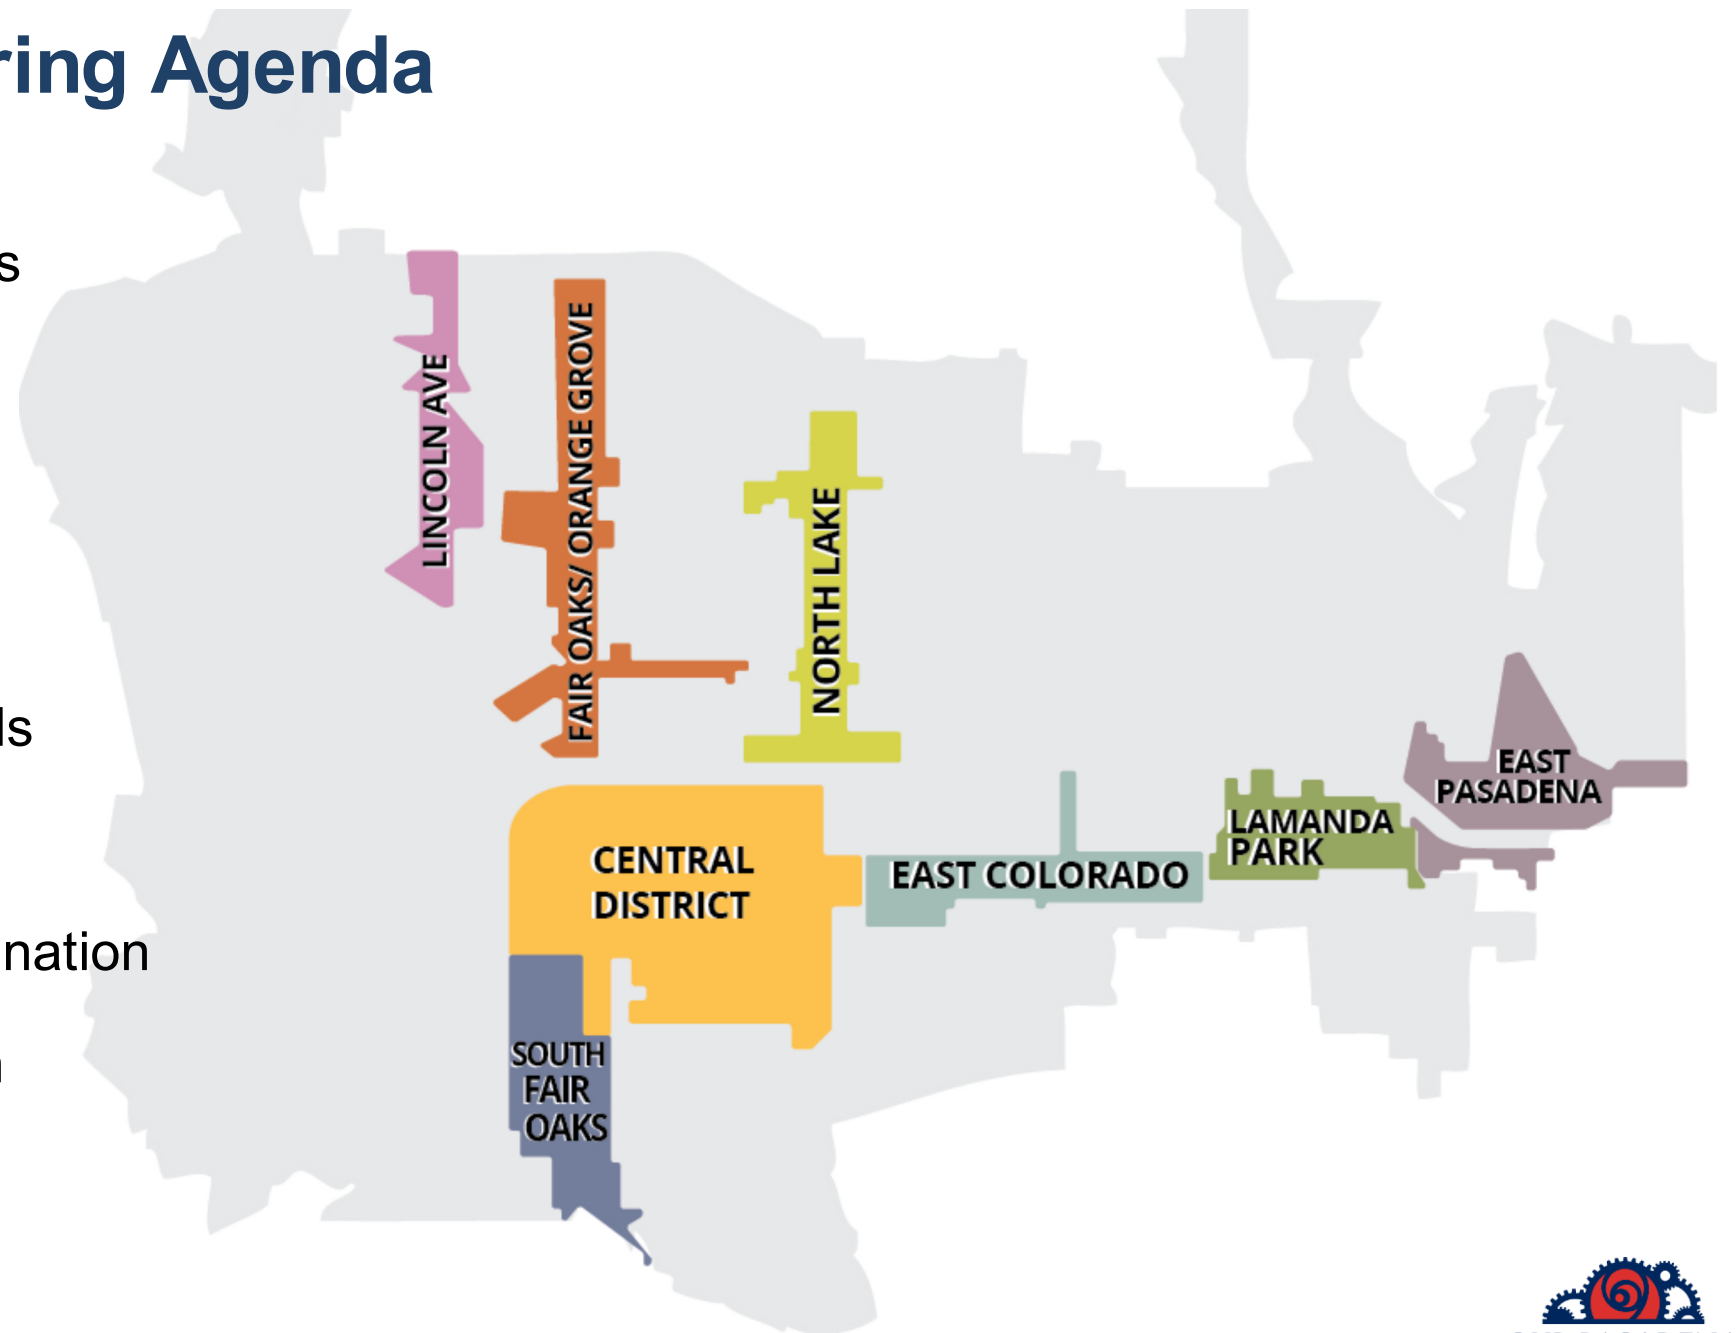 ring Agenda
s
LINCOLN AVE
FAIR OAKS/ ORANGE GROVE
NORTH LAKE
ls
EAST
PASADENA
LAMANDA
PARK
CENTRAL
DISTRICT
EAST COLORADO
nation
SOUTH
FAIR
OAKS